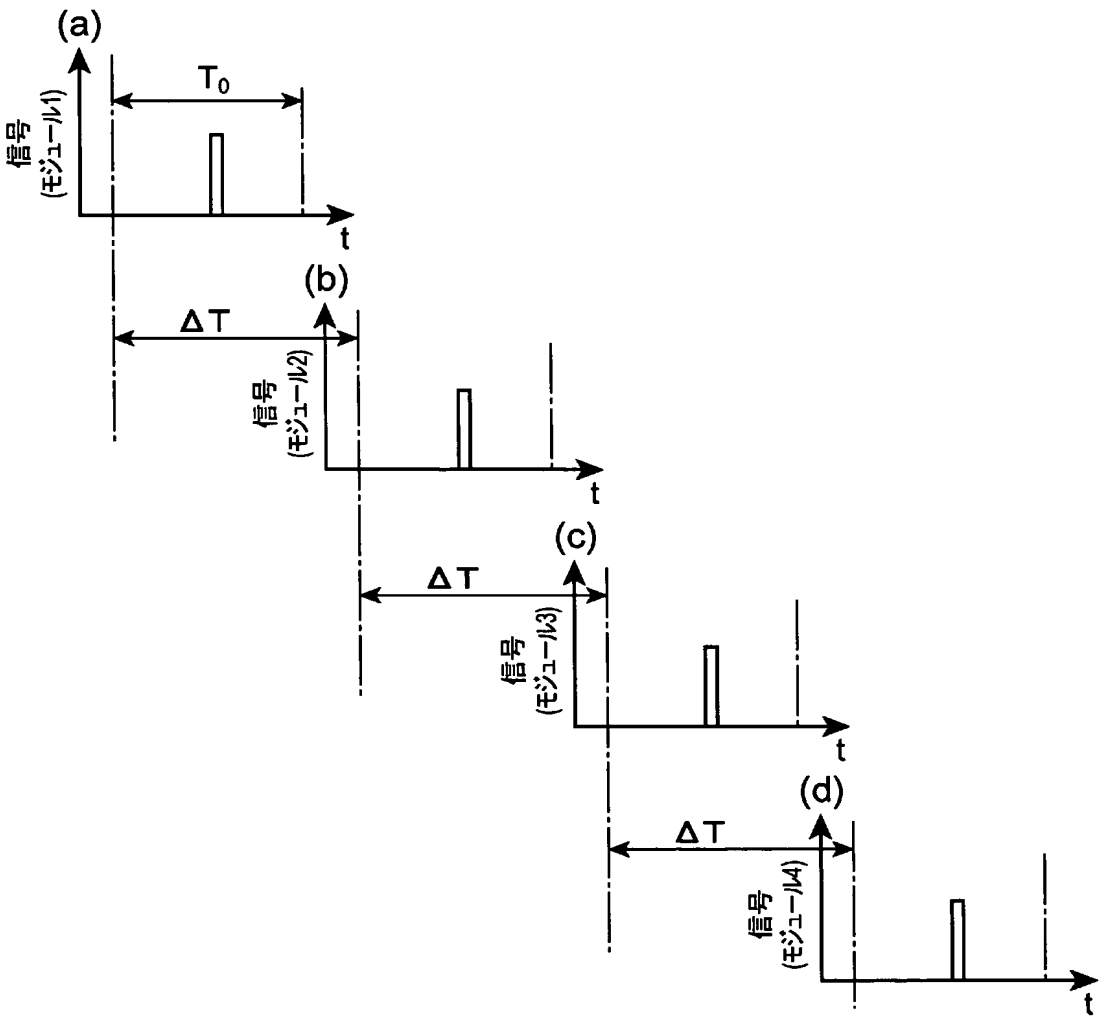 (a)
T₀
信号
(モジュール1)
t
(b)
ΔT
信号
(モジュール2)
t
(c)
ΔT
信号
(モジュール3)
t
(d)
ΔT
信号
(モジュール4)
t